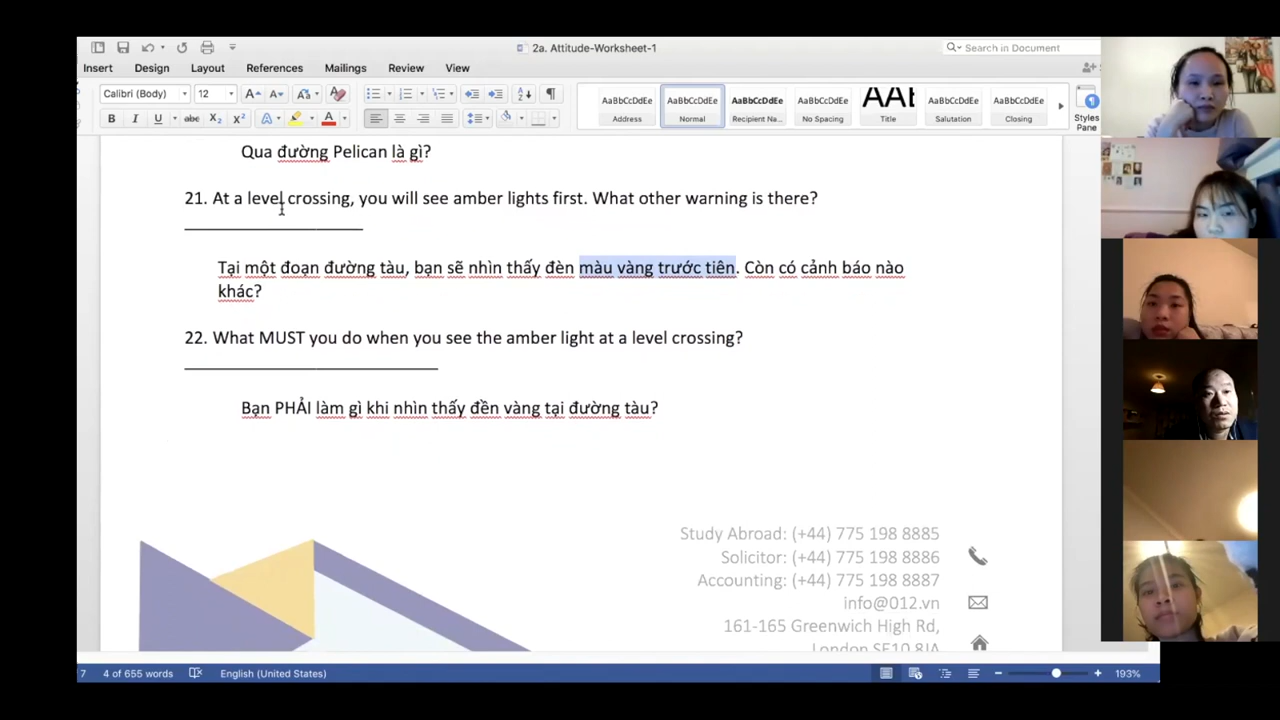 2a. Attitude-Worksheet-1
Search in Document
Insert Design Layout References Mailings Review View
Calibri (Body) 12
AaBbCcDdEe AaBbCcDdEe AaBbCcDdEe AaBbCcDdEe AaBbCcDdEe AaBbCcDdEe
Address Normal Recipient Na... No Spacing Title Salutation Closing Styles Pane
Qua đường Pelican là gì?
21. At a level crossing, you will see amber lights first. What other warning is there?
Tại một đoạn đường tàu, bạn sẽ nhìn thấy đèn màu vàng trước tiên. Còn có cảnh báo nào
khác?
22. What MUST you do when you see the amber light at a level crossing?
Bạn PHẢI làm gì khi nhìn thấy đền vàng tại đường tàu?
Study Abroad: (+44) 775 198 8885
Solicitor: (+44) 775 198 8886
Accounting: (+44) 775 198 8887
info@012.vn
161-165 Greenwich High Rd,
London SE10 8JA
7 4 of 655 words English (United States) 193%